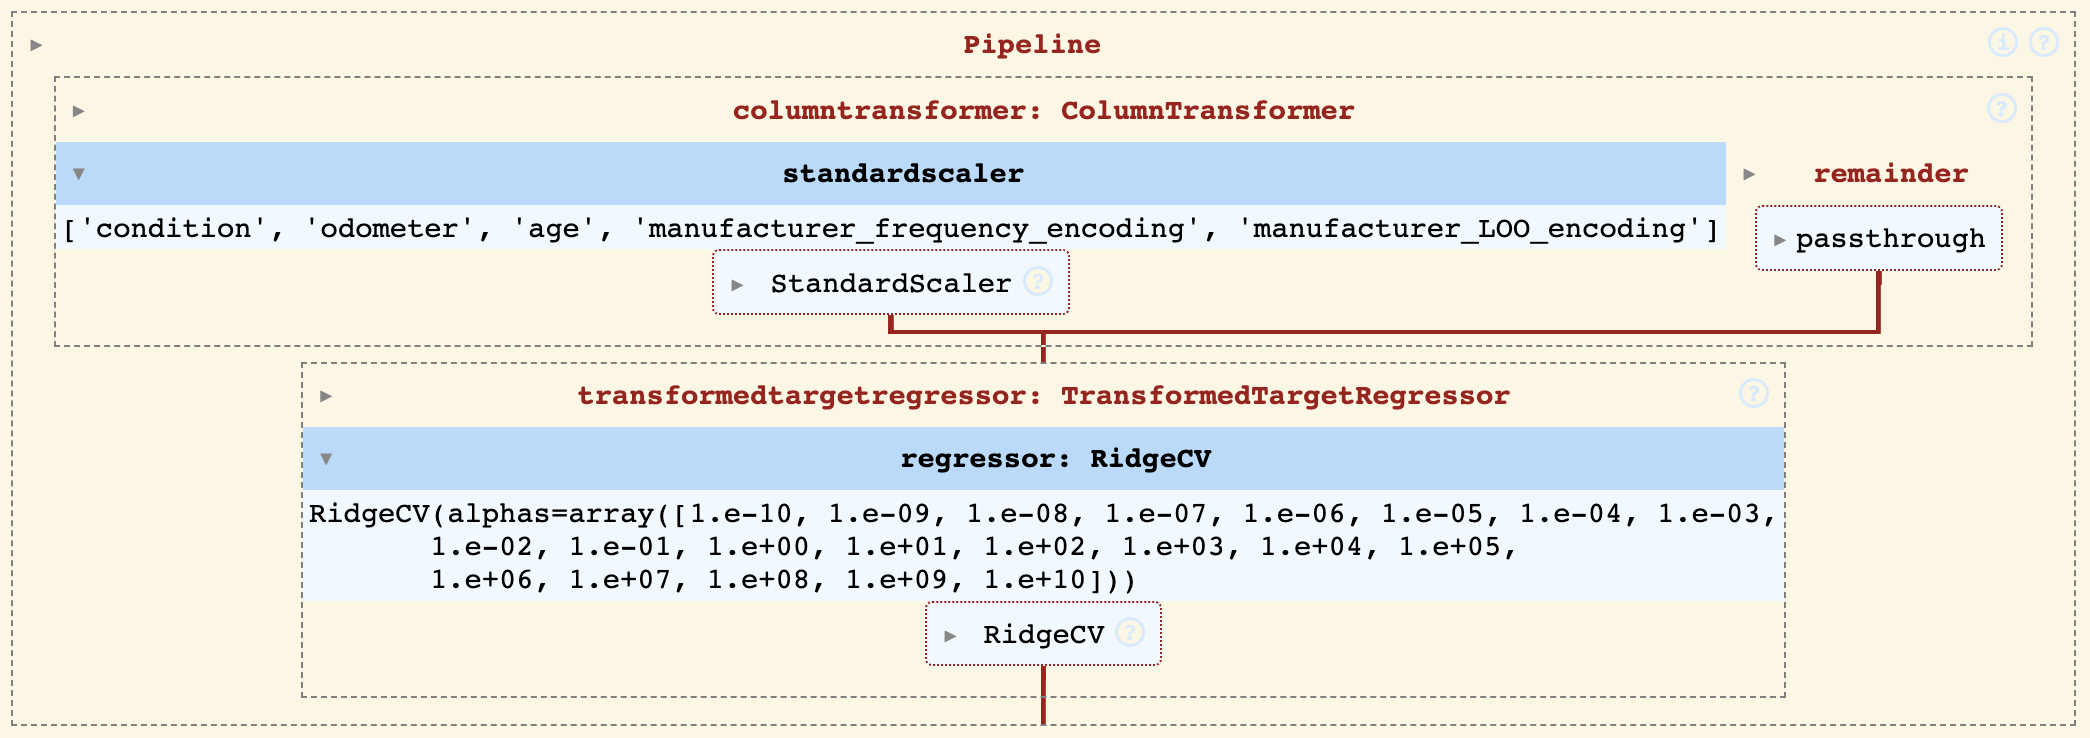 Pipeline
columntransformer: ColumnTransformer
standardscaler
remainder
['condition', 'odometer', 'age', 'manufacturer_frequency_encoding', 'manufacturer_LOO_encoding']
passthrough
StandardScaler ?
transformedtargetregressor: TransformedTargetRegressor ?
regressor: RidgeCV
RidgeCV(alphas=array([1.e-10, 1.e-09, 1.e-08, 1.e-07, 1.e-06, 1.e-05, 1.e-04, 1.e-03,
1.e-02, 1.e-01, 1.e+00, 1.e+01, 1.e+02, 1.e+03, 1.e+04, 1.e+05,
1.e+06, 1.e+07, 1.e+08, 1.e+09, 1.e+10]))
RidgeCV ?